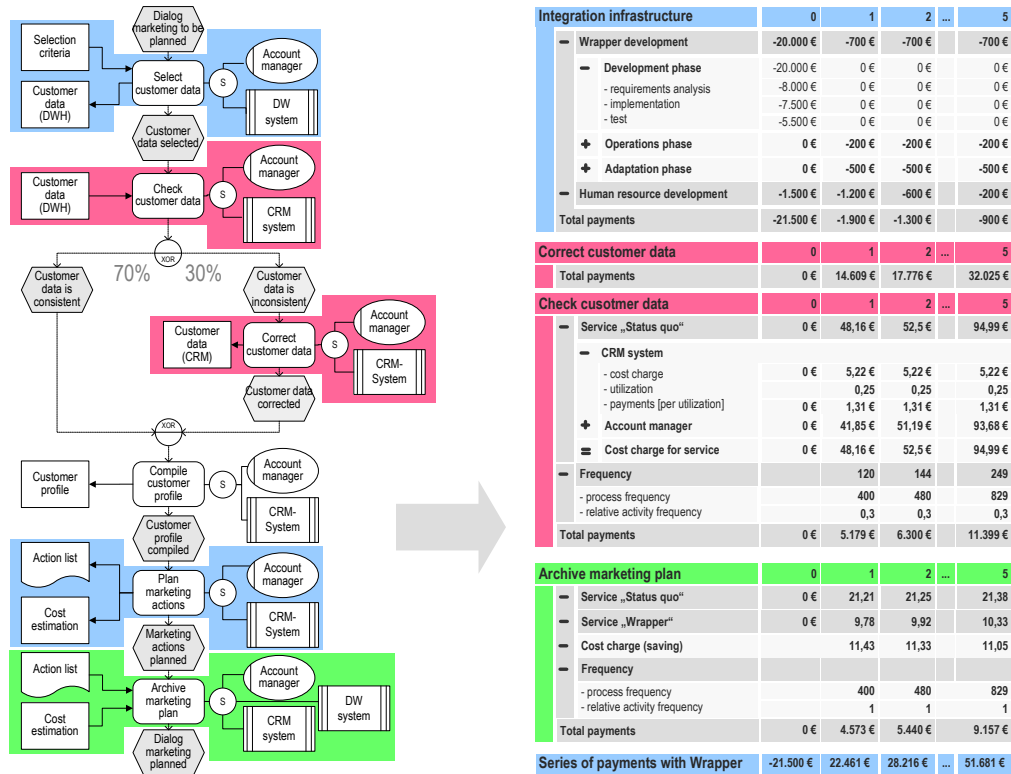 Dialog
marketing to be
planned
Selection
criteria
Select
customer data
S
Account
manager
Customer
data
(DWH)
DW
system
Customer
data selected
Customer
data
(DWH)
Check
customer data
S
Account
manager
CRM
system
XOR
70% 30%
Customer
data is
consistent
Customer
data is
inconsistent
Customer
data
(CRM)
Correct
customer data
S
Account
manager
CRM-
System
Customer data
corrected
XOR
Customer
profile
Compile
customer
profile
S
Account
manager
CRM-
System
Customer
profile
compiled
Action list
Cost
estimation
Plan
marketing
actions
S
Account
manager
CRM-
System
Marketing
actions
planned
Action list
Cost
estimation
Archive
marketing
plan
S
Account
manager
DW
system
CRM
system
Dialog
marketing
planned
Integration infrastructure 0 1 2 ... 5
Wrapper development -20.000 € -700 € -700 € -700 €
Development phase -20.000 € 0 € 0 € 0 €
- requirements analysis -8.000 € 0 € 0 € 0 €
- implementation -7.500 € 0 € 0 € 0 €
- test -5.500 € 0 € 0 € 0 €
Operations phase 0 € -200 € -200 € -200 €
Adaptation phase 0 € -500 € -500 € -500 €
Human resource development -1.500 € -1.200 € -600 € -200 €
Total payments -21.500 € -1.900 € -1.300 € -900 €
Correct customer data 0 1 2 ... 5
Total payments 0 € 14.609 € 17.776 € 32.025 €
Check cusotmer data 0 1 2 ... 5
Service „Status quo“ 0 € 48,16 € 52,5 € 94,99 €
CRM system
- cost charge 0 € 5,22 € 5,22 € 5,22 €
- utilization 0,25 0,25 0,25
- payments [per utilization] 0 € 1,31 € 1,31 € 1,31 €
Account manager 0 € 41,85 € 51,19 € 93,68 €
Cost charge for service 0 € 48,16 € 52,5 € 94,99 €
Frequency 120 144 249
- process frequency 400 480 829
- relative activity frequency 0,3 0,3 0,3
Total payments 0 € 5.179 € 6.300 € 11.399 €
Archive marketing plan 0 1 2 ... 5
Service „Status quo“ 0 € 21,21 21,25 21,38
Service „Wrapper“ 0 € 9,78 9,92 10,33
Cost charge (saving) 11,43 11,33 11,05
Frequency
- process frequency 400 480 829
- relative activity frequency 1 1 1
Total payments 0 € 4.573 € 5.440 € 9.157 €
Series of payments with Wrapper -21.500 € 22.461 € 28.216 € ... 51.681 €